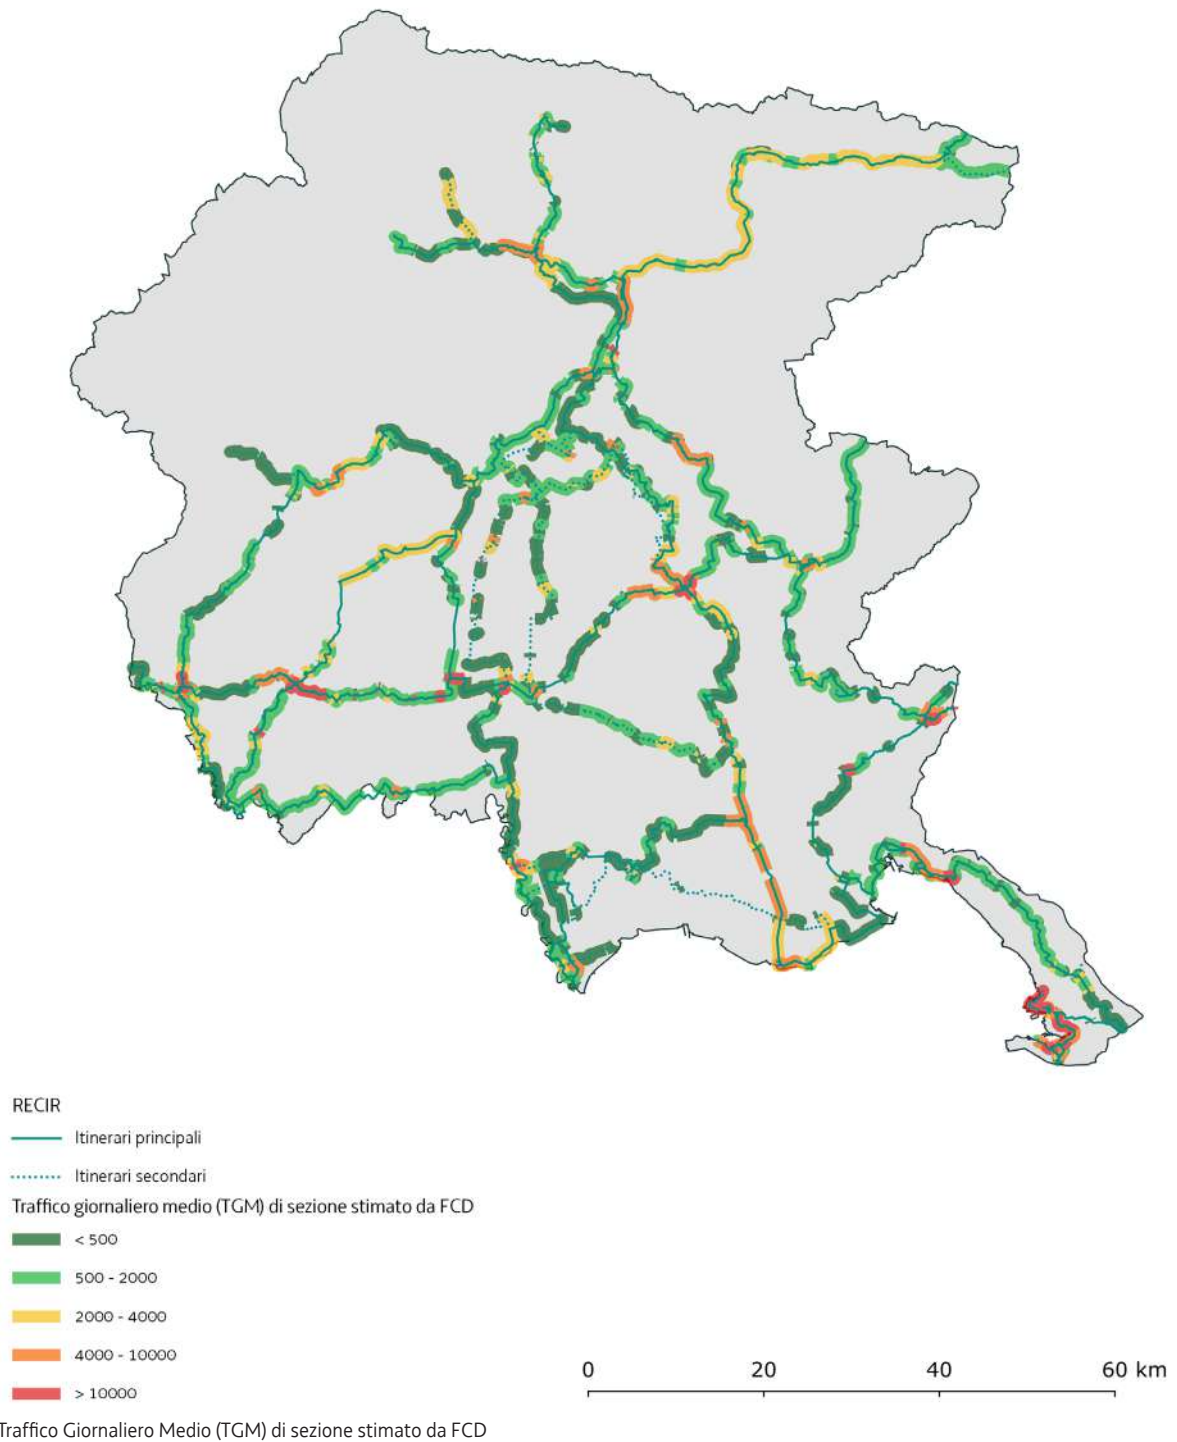 RECIR
Itinerari principali
Itinerari secondari
Traffico giornaliero medio (TGM) di sezione stimato da FCD
< 500
500 - 2000
2000 - 4000
4000 - 10000
> 10000
0 20 40 60 km
Traffico Giornaliero Medio (TGM) di sezione stimato da FCD